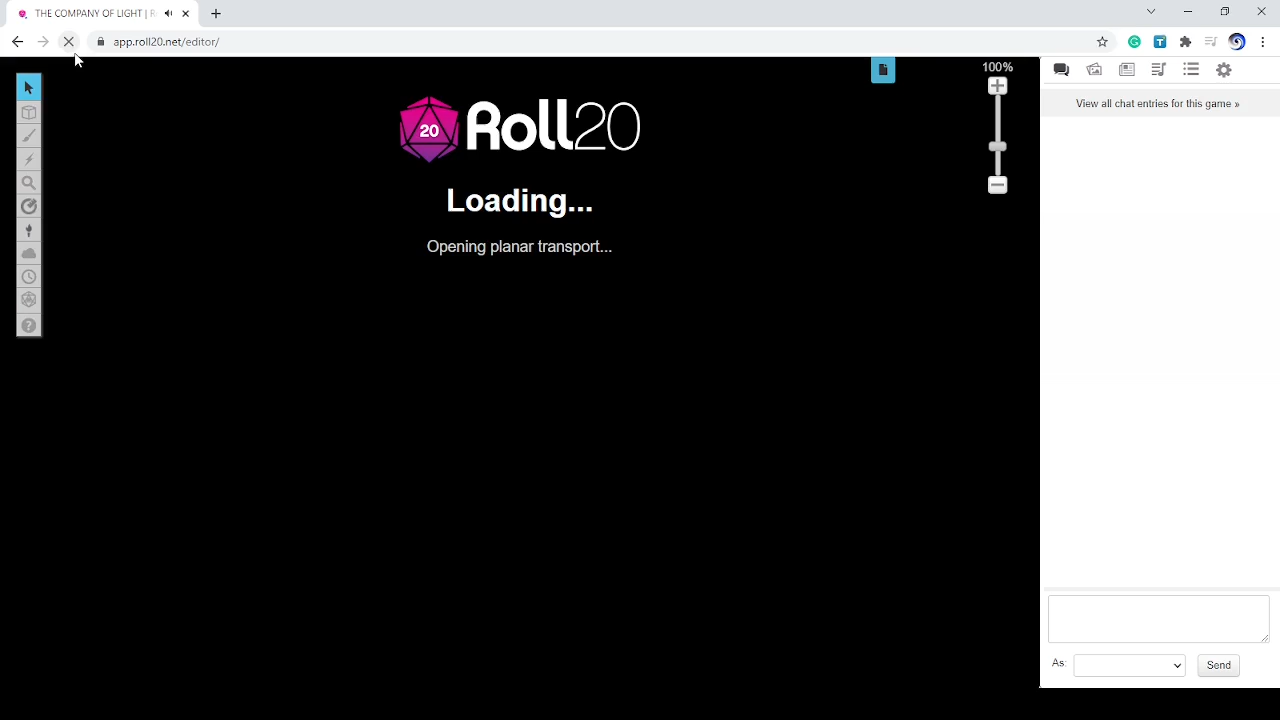 THE COMPANY OF LIGHT |
app.roll20.net/editor/
100%
20
Roll20
Loading...
Opening planar transport...
View all chat entries for this game »
As:
Send